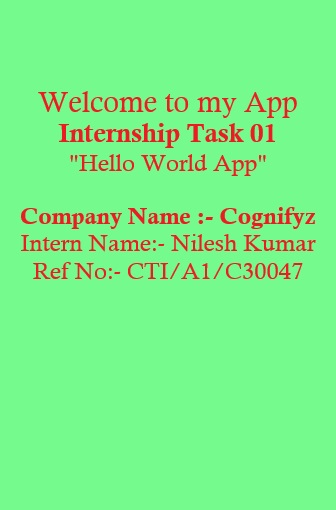 Welcome to my App
Internship Task 01
"Hello World App"
Company Name :- Cognifyz
Intern Name:- Nilesh Kumar
Ref No:- CTI/A1/C30047